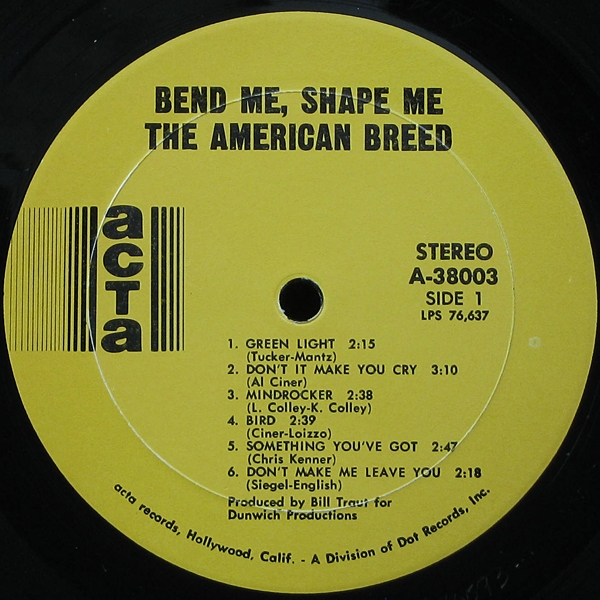 BEND ME, SHAPE ME
THE AMERICAN BREED
acta
STEREO
A-38003
SIDE 1
LPS 76,637
1. GREEN LIGHT 2:15
(Tucker-Mantz)
2. DON'T IT MAKE YOU CRY 3:10
(Al Ciner)
3. MINDROCKER 2:38
(L. Colley-K. Colley)
4. BIRD 2:39
(Ciner-Loizzo)
5. SOMETHING YOU'VE GOT 2:47
(Chris Kenner)
6. DON'T MAKE ME LEAVE YOU 2:18
(Siegel-English)
Produced by Bill Traut for
Dunwich Productions
acta records, Hollywood, Calif. - A Division of Dot Records, Inc.